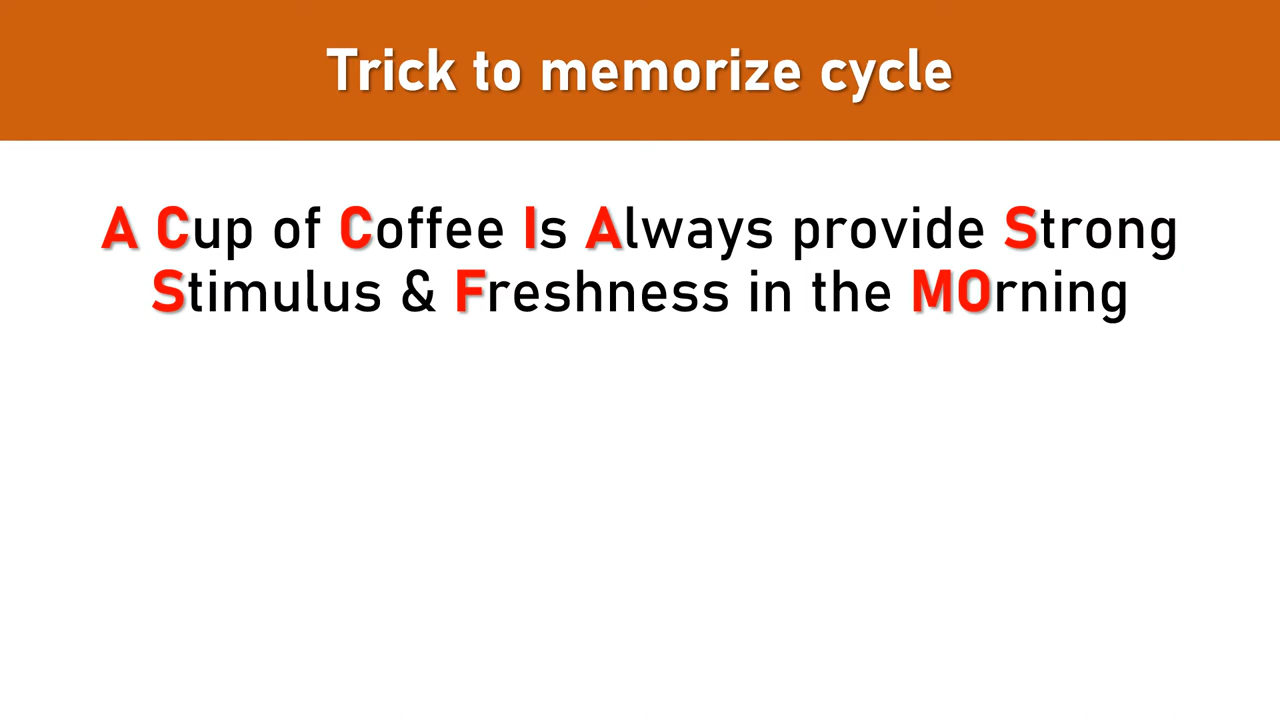 Trick to memorize cycle
A Cup of Coffee Is Always provide Strong
Stimulus & Freshness in the MOrning